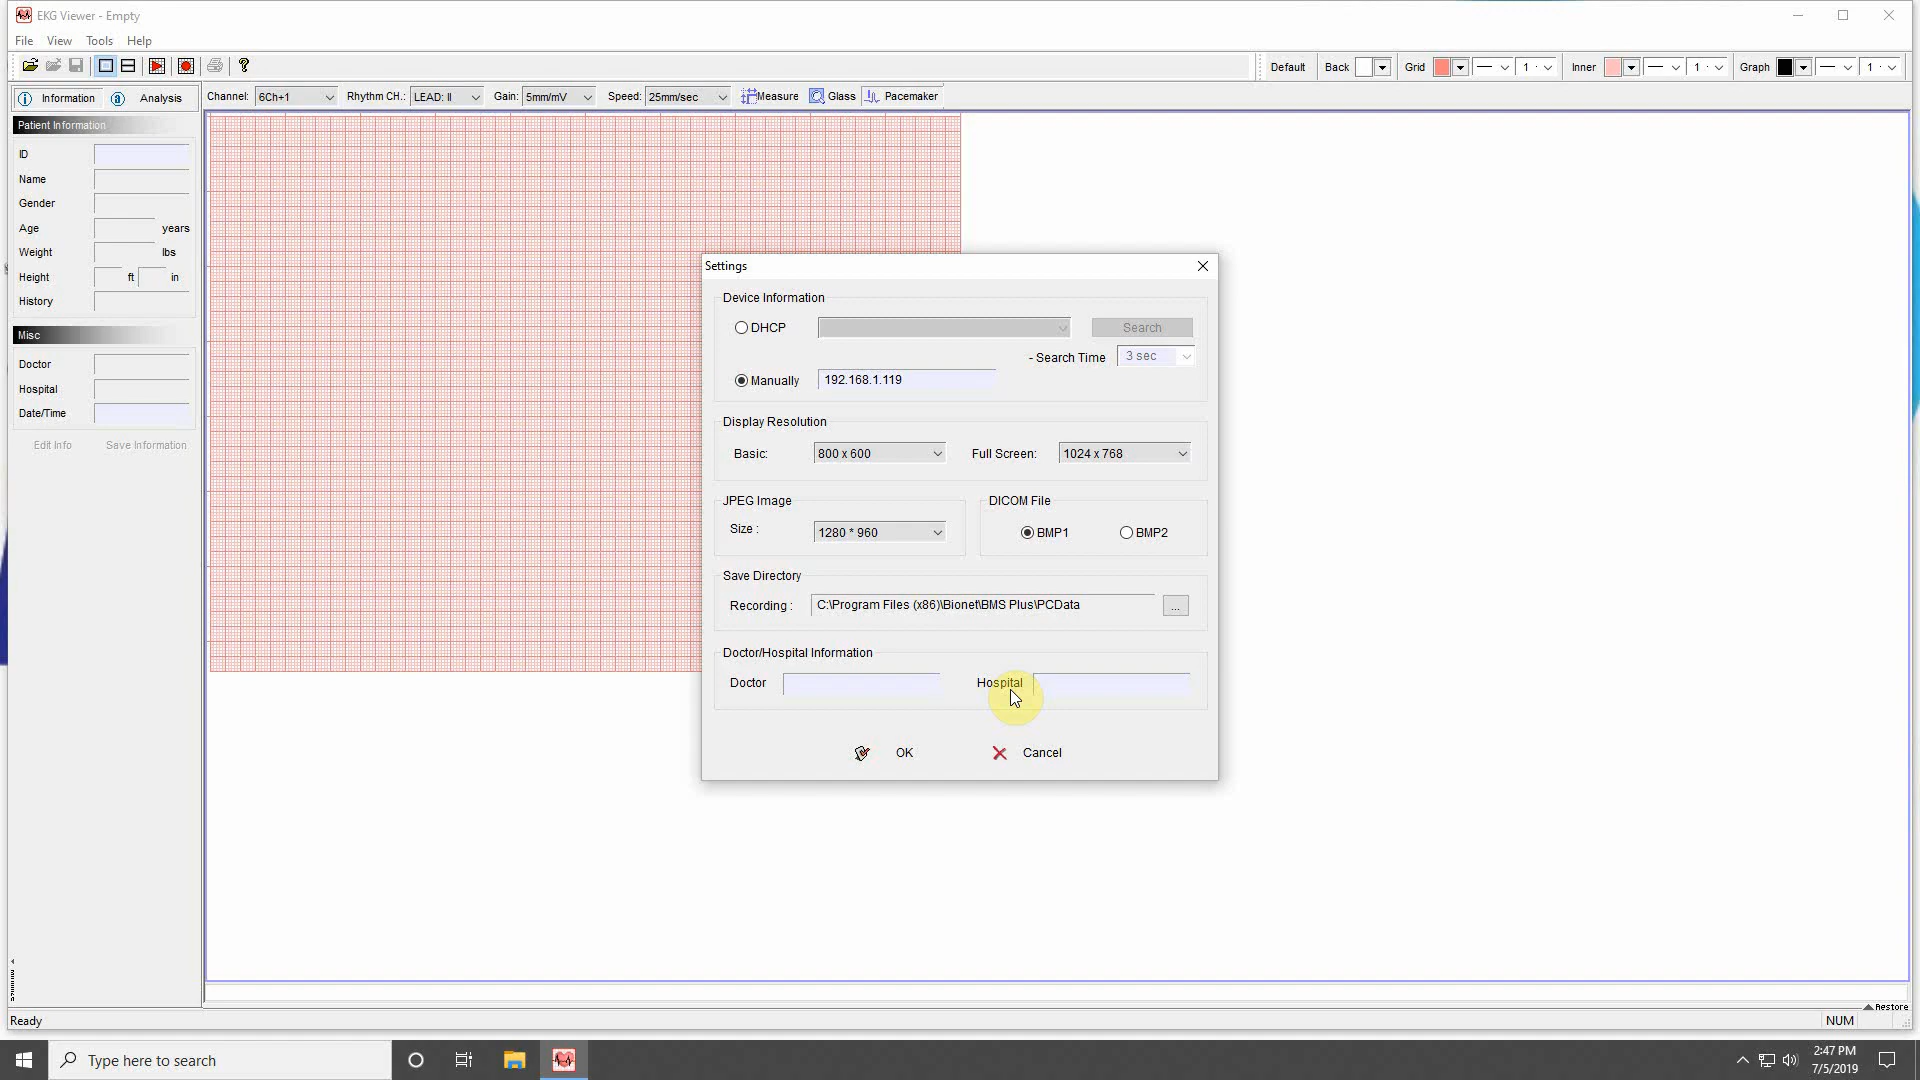 EKG Viewer - Empty
File View Tools Help
Default Back Grid 1 Inner 1 Graph 1
Information Analysis Channel: 6Ch+1 Rhythm CH.: LEAD: II Gain: 5mm/mV Speed: 25mm/sec Measure Glass Pacemaker
Patient Information
ID
Name
Gender
Age years
Weight lbs
Height ft in
History
Misc
Doctor
Hospital
Date/Time
Edit Info Save Information
Settings
Device Information
DHCP Search
- Search Time 3 sec
Manually 192.168.1.119
Display Resolution
Basic: 800 x 600 Full Screen: 1024 x 768
JPEG Image DICOM File
Size : 1280 * 960 BMP1 BMP2
Save Directory
Recording : C:\Program Files (x86)\Bionet\BMS Plus\PCData ...
Doctor/Hospital Information
Doctor Hospital
OK Cancel
Restore
Ready NUM
Type here to search
2:47 PM
7/5/2019